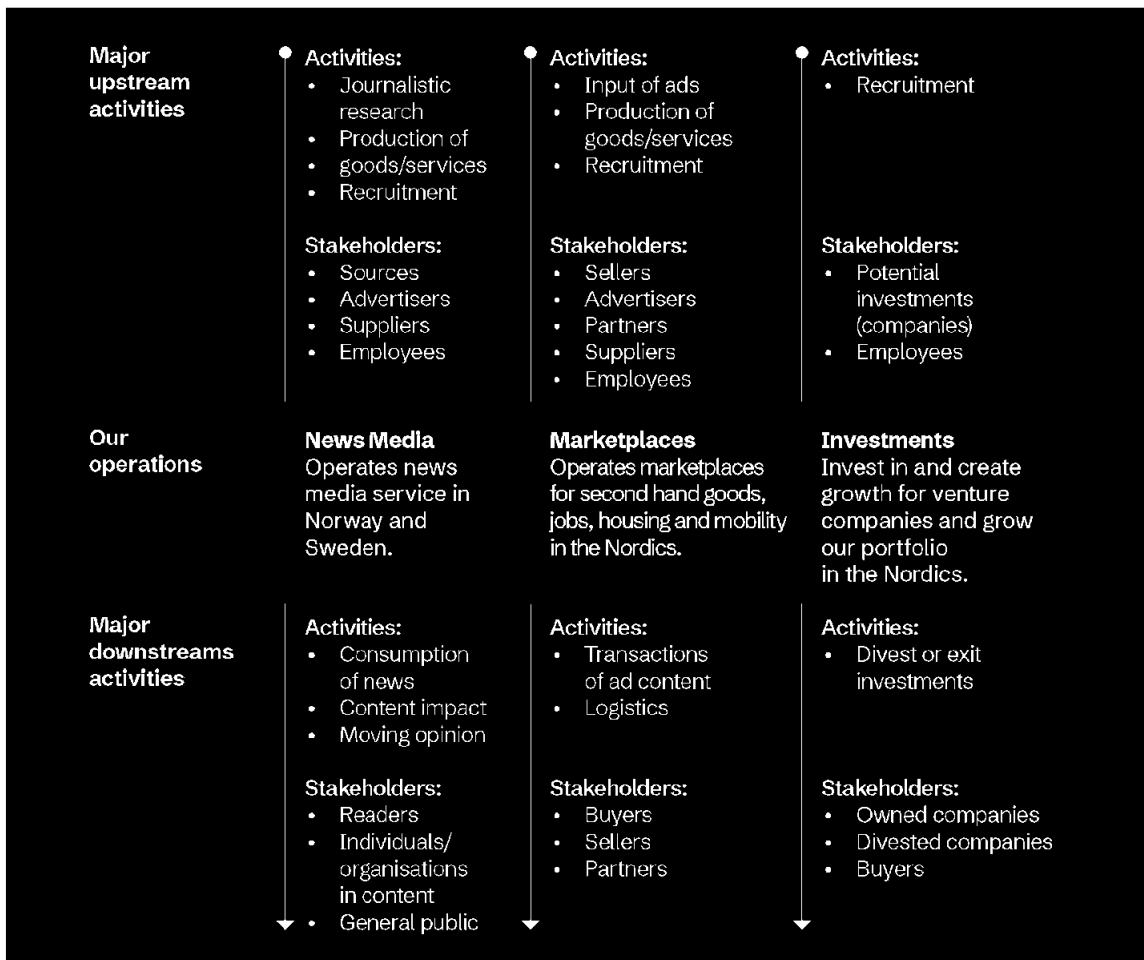 Major
upstream
activities
Activities:
• Journalistic
research
• Production of
• goods/services
• Recruitment
Stakeholders:
• Sources
• Advertisers
• Suppliers
• Employees
Activities:
• Input of ads
• Production of
goods/services
• Recruitment
Stakeholders:
• Sellers
• Advertisers
• Partners
• Suppliers
• Employees
Activities:
• Recruitment
Stakeholders:
• Potential
investments
(companies)
• Employees
Our
operations
News Media
Operates news
media service in
Norway and
Sweden.
Marketplaces
Operates marketplaces
for second hand goods,
jobs, housing and mobility
in the Nordics.
Investments
Invest in and create
growth for venture
companies and grow
our portfolio
in the Nordics.
Major
downstreams
activities
Activities:
• Consumption
of news
• Content impact
• Moving opinion
Stakeholders:
• Readers
• Individuals/
organisations
in content
• General public
Activities:
• Transactions
of ad content
• Logistics
Stakeholders:
• Buyers
• Sellers
• Partners
Activities:
• Divest or exit
investments
Stakeholders:
• Owned companies
• Divested companies
• Buyers